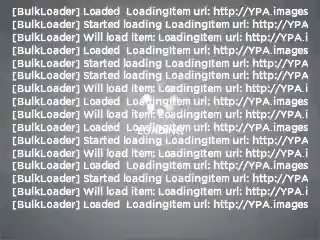 [BulkLoader] Loaded LoadingItem url: http://YPA.images
[BulkLoader] Started loading LoadingItem url: http://YPA
[BulkLoader] Will load item: LoadingItem url: http://YPA.i
[BulkLoader] Loaded LoadingItem url: http://YPA.images
[BulkLoader] Started loading LoadingItem url: http://YPA
[BulkLoader] Started loading LoadingItem url: http://YPA
[BulkLoader] Will load item: LoadingItem url: http://YPA.i
[BulkLoader] Loaded LoadingItem url: http://YPA.images
[BulkLoader] Will load item: LoadingItem url: http://YPA.i
[BulkLoader] Loaded LoadingItem url: http://YPA.images
[BulkLoader] Started loading LoadingItem url: http://YPA
[BulkLoader] Will load item: LoadingItem url: http://YPA.i
[BulkLoader] Loaded LoadingItem url: http://YPA.images
[BulkLoader] Started loading LoadingItem url: http://YPA
[BulkLoader] Will load item: LoadingItem url: http://YPA.i
[BulkLoader] Loaded LoadingItem url: http://YPA.images